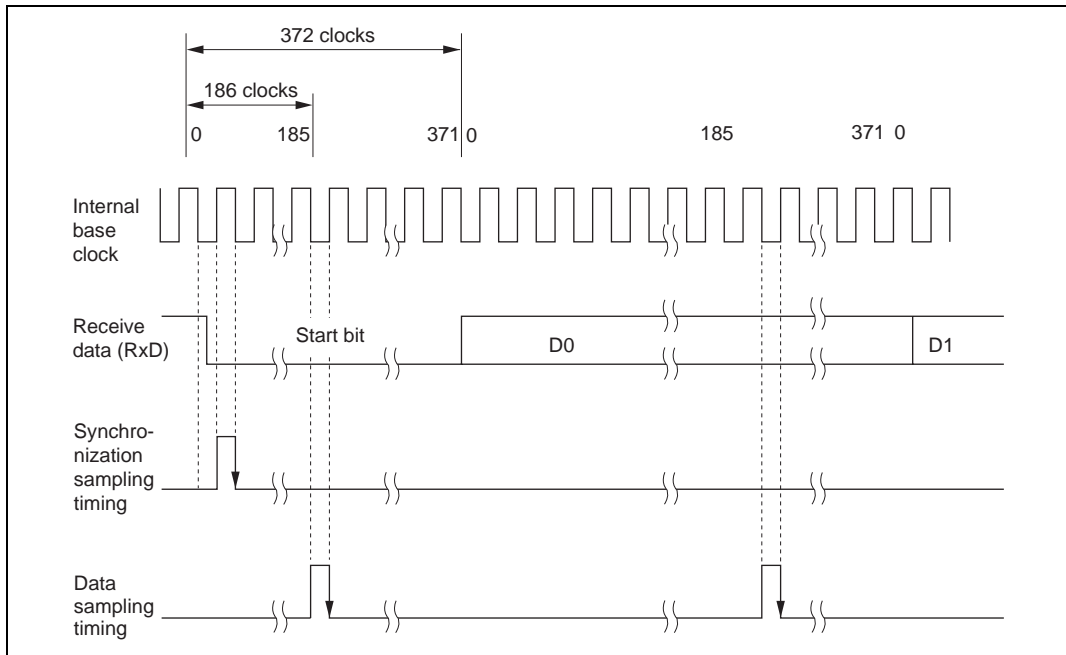 372 clocks
186 clocks
0 185 371 0 185 371 0
Internal
base
clock
Receive
data (RxD)
Start bit
D0
D1
Synchro-
nization
sampling
timing
Data
sampling
timing